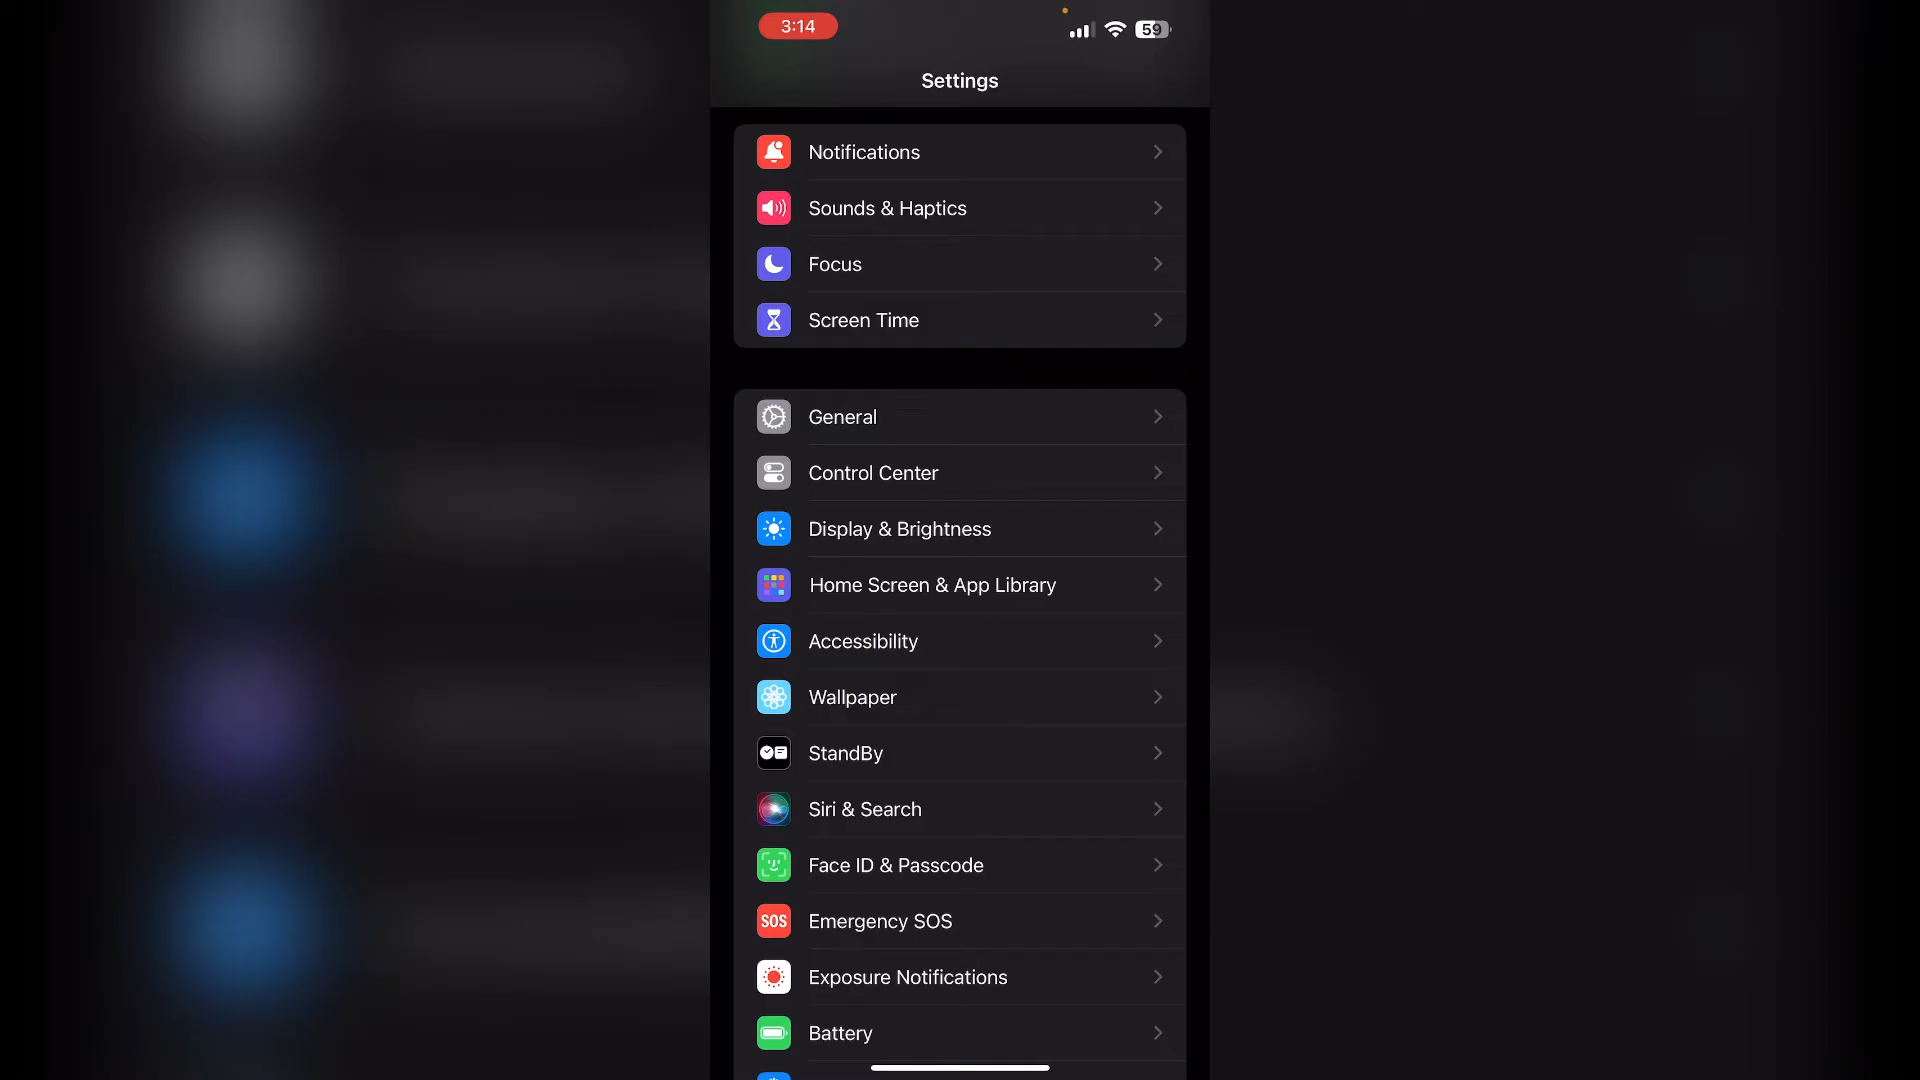 3:14
59
Settings
Notifications
Sounds & Haptics
Focus
Screen Time
General
Control Center
Display & Brightness
Home Screen & App Library
Accessibility
Wallpaper
StandBy
Siri & Search
Face ID & Passcode
SOS Emergency SOS
Exposure Notifications
Battery